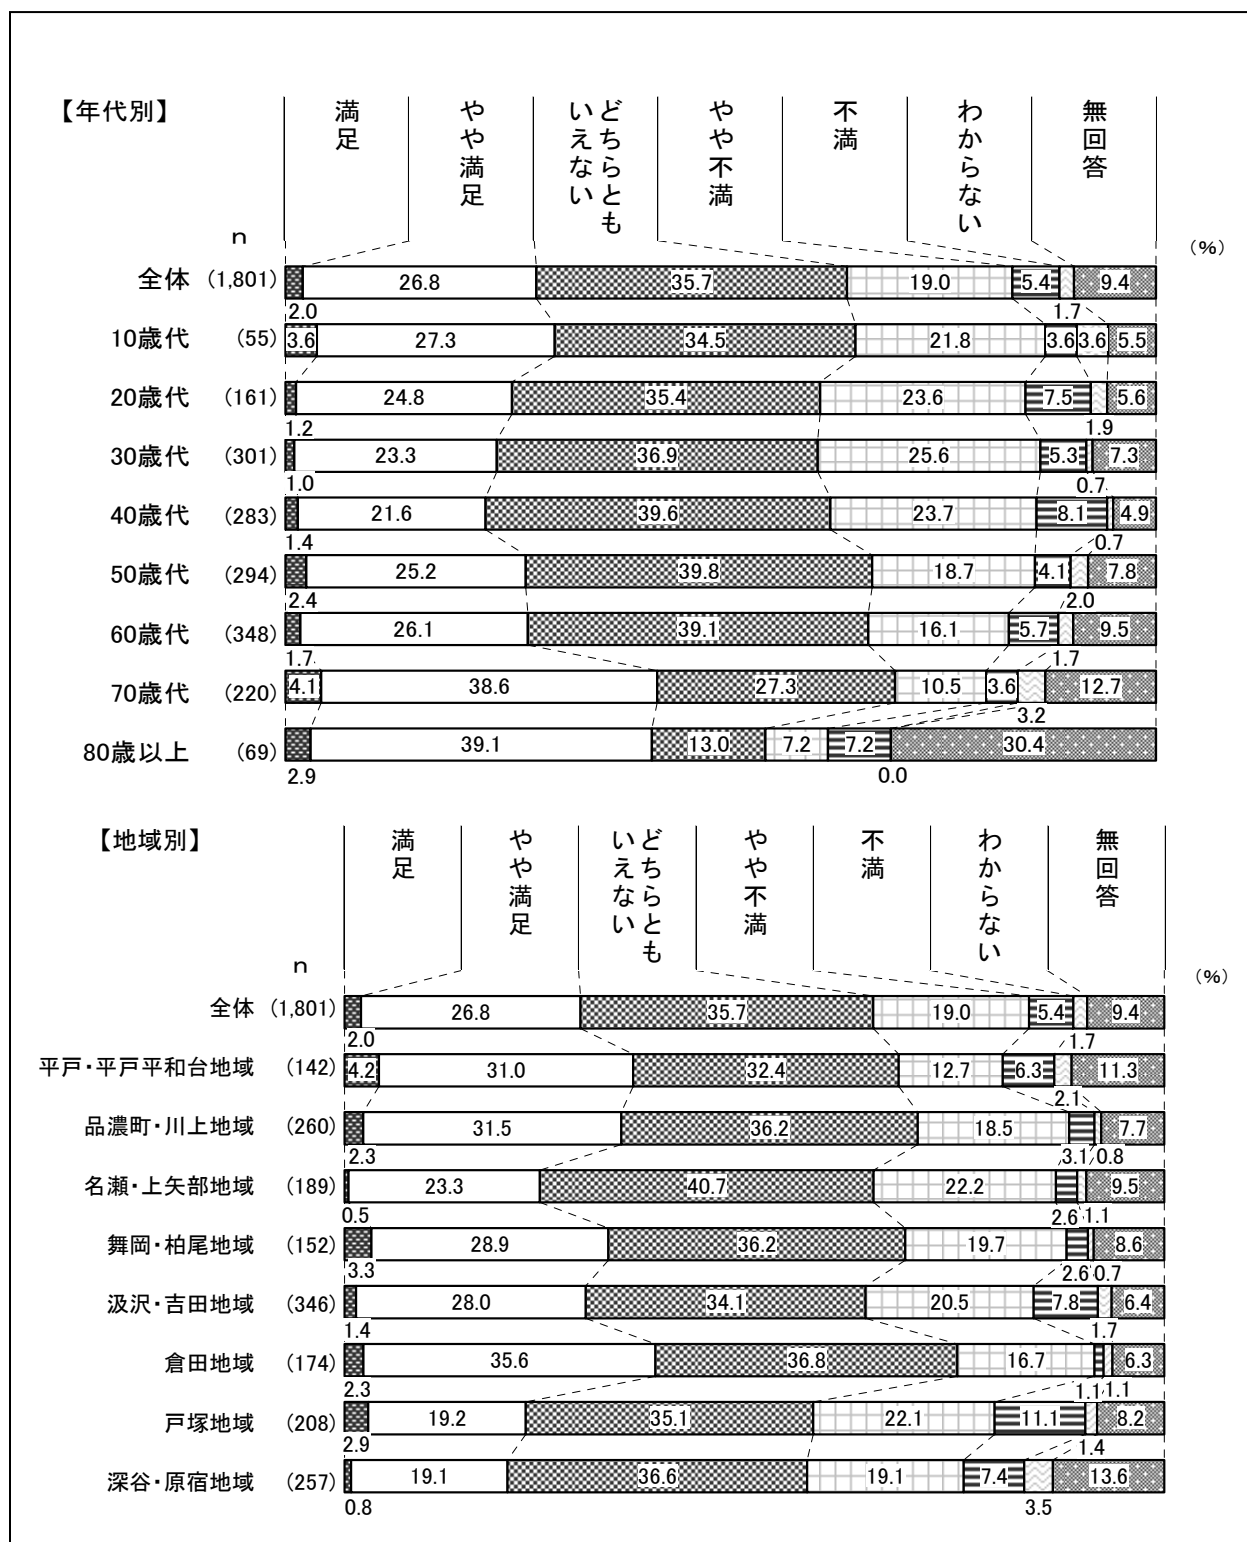 【年代別】
満足
やや満足
どちらとも
いえない
やや不満
不満
わからない
無回答
n
(%)
全体 (1,801) 26.8 35.7 19.0 5.4 9.4
2.0 1.7
10歳代 (55) 3.6 27.3 34.5 21.8 3.6 3.6 5.5
20歳代 (161) 24.8 35.4 23.6 7.5 5.6
1.2 1.9
30歳代 (301) 23.3 36.9 25.6 5.3 7.3
1.0 0.7
40歳代 (283) 21.6 39.6 23.7 8.1 4.9
1.4 0.7
50歳代 (294) 25.2 39.8 18.7 4.1 7.8
2.4 2.0
60歳代 (348) 26.1 39.1 16.1 5.7 9.5
1.7 1.7
70歳代 (220) 4.1 38.6 27.3 10.5 3.6 12.7
3.2
80歳以上 (69) 39.1 13.0 7.2 7.2 30.4
2.9 0.0
【地域別】
満足
やや満足
どちらとも
いえない
やや不満
不満
わからない
無回答
n
(%)
全体 (1,801) 26.8 35.7 19.0 5.4 9.4
2.0 1.7
平戸・平戸平和台地域 (142) 4.2 31.0 32.4 12.7 6.3 11.3
2.1
品濃町・川上地域 (260) 31.5 36.2 18.5 7.7
2.3 3.1 0.8
名瀬・上矢部地域 (189) 23.3 40.7 22.2 9.5
0.5 2.6 1.1
舞岡・柏尾地域 (152) 28.9 36.2 19.7 8.6
3.3 2.6 0.7
汲沢・吉田地域 (346) 28.0 34.1 20.5 7.8 6.4
1.4 1.7
倉田地域 (174) 35.6 36.8 16.7 6.3
2.3 1.1 1.1
戸塚地域 (208) 19.2 35.1 22.1 11.1 8.2
2.9 1.4
深谷・原宿地域 (257) 19.1 36.6 19.1 7.4 13.6
0.8 3.5